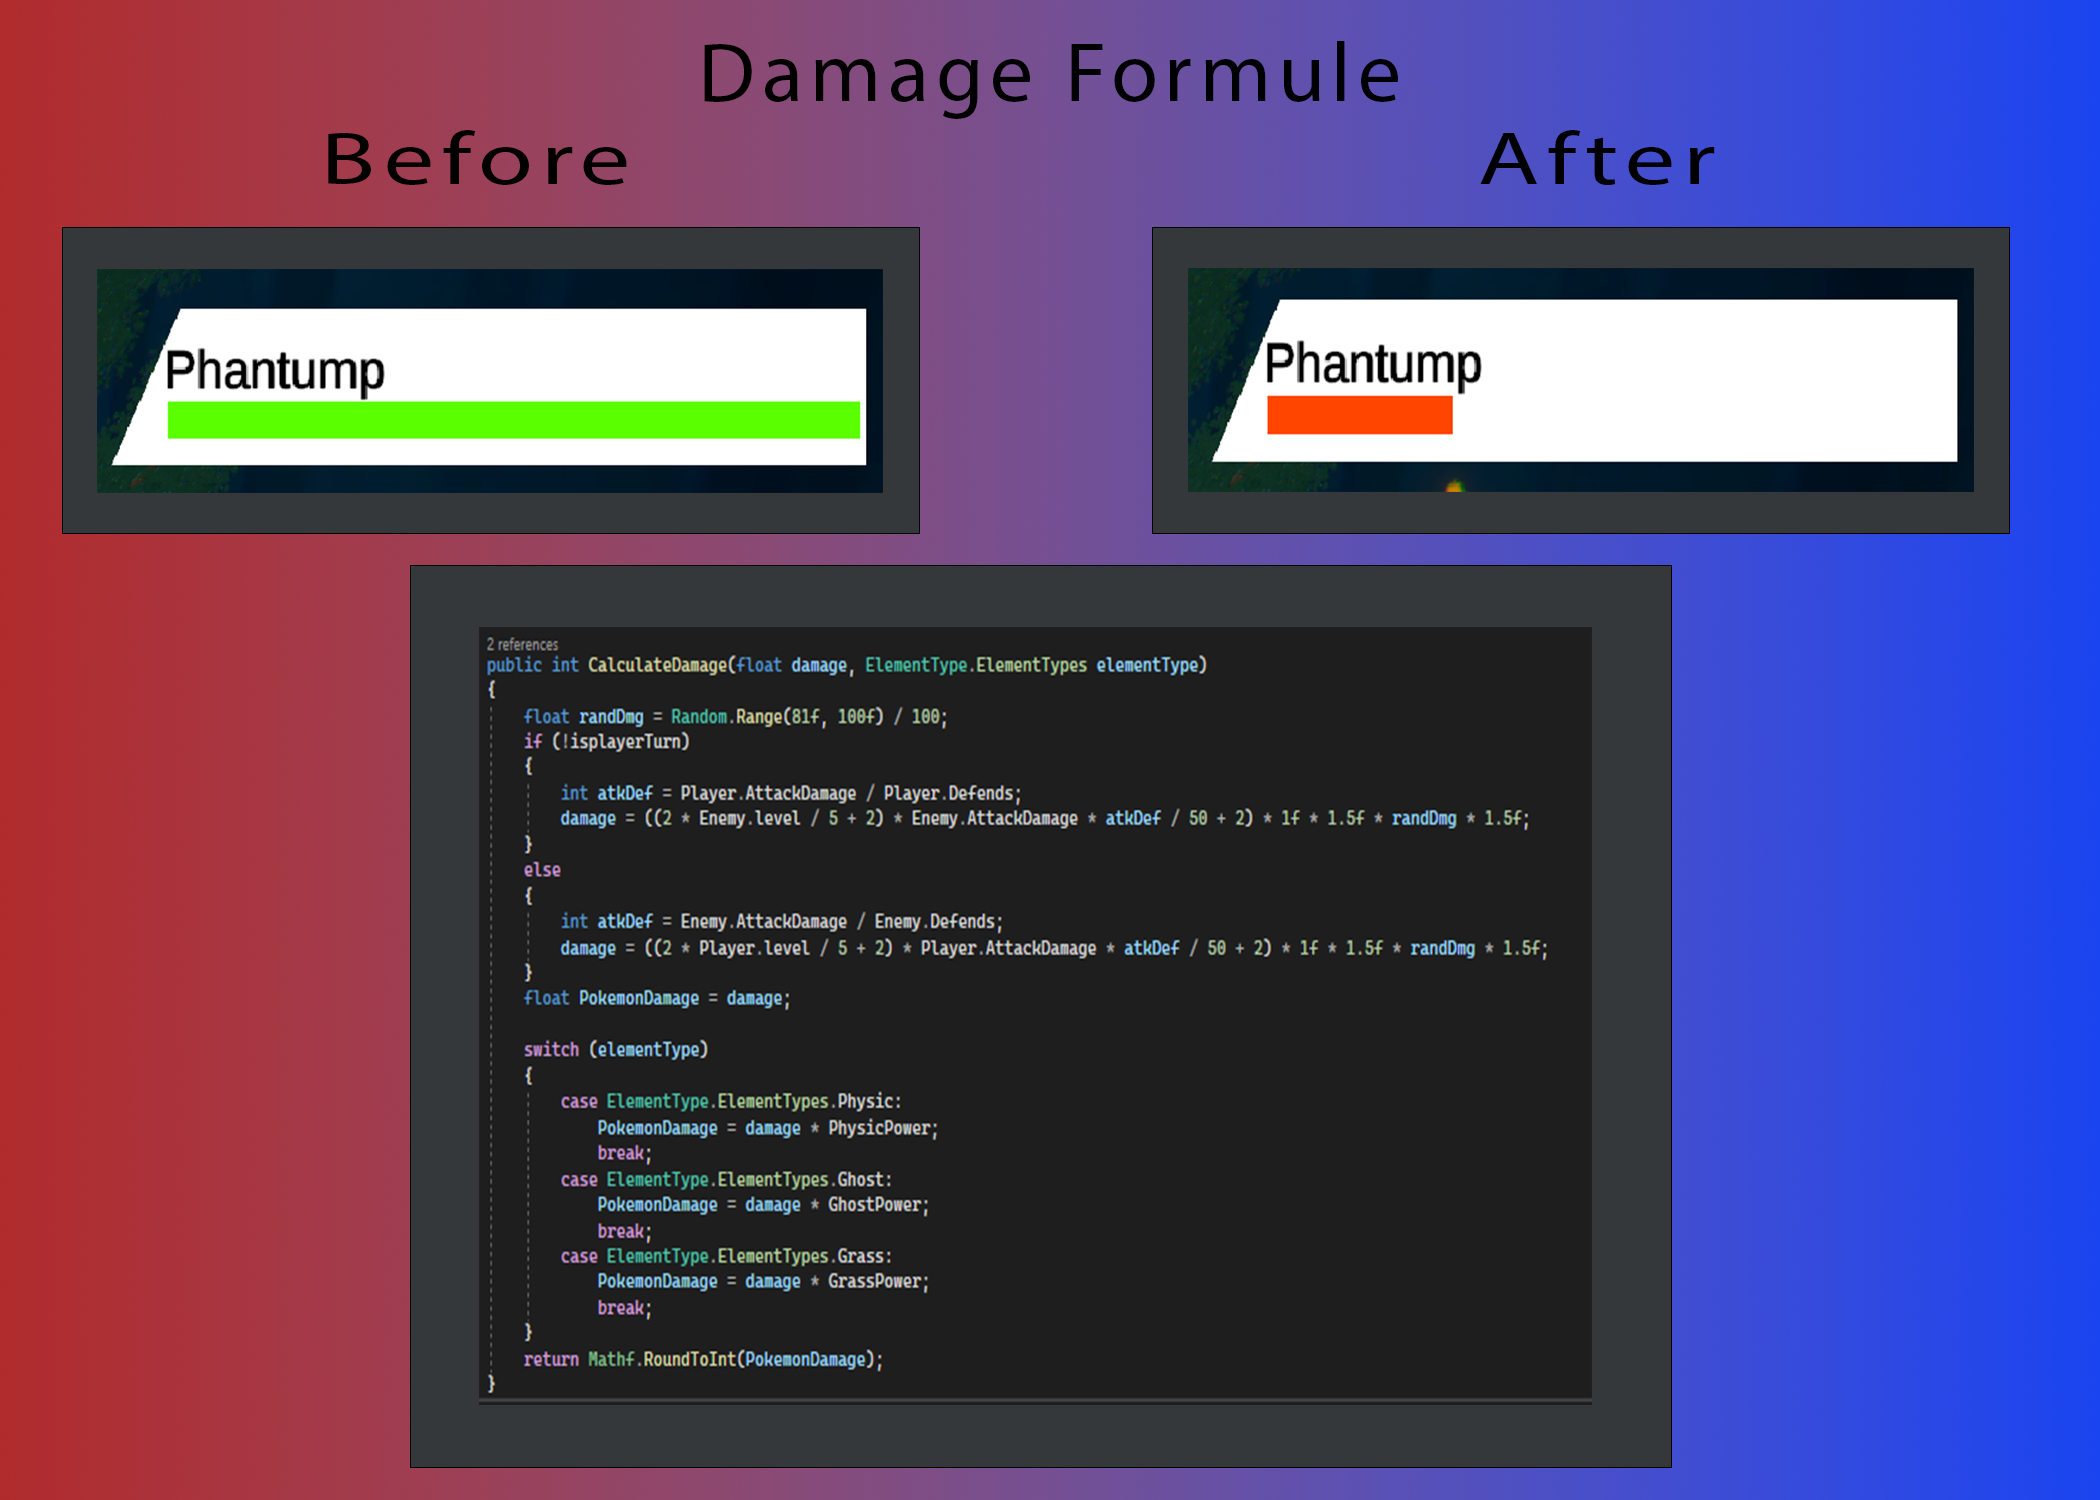 Damage Formule
Before
After
Phantump
Phantump
2 references
public int CalculateDamage(float damage, ElementType.ElementTypes elementType)
{
float randDmg = Random.Range(81f, 100f) / 100;
if (!isplayerTurn)
{
int atkDef = Player.AttackDamage / Player.Defends;
damage = ((2 * Enemy.level / 5 + 2) * Enemy.AttackDamage * atkDef / 50 + 2) * 1f * 1.5f * randDmg * 1.5f;
}
else
{
int atkDef = Enemy.AttackDamage / Enemy.Defends;
damage = ((2 * Player.level / 5 + 2) * Player.AttackDamage * atkDef / 50 + 2) * 1f * 1.5f * randDmg * 1.5f;
}
float PokemonDamage = damage;
switch (elementType)
{
case ElementType.ElementTypes.Physic:
PokemonDamage = damage * PhysicPower;
break;
case ElementType.ElementTypes.Ghost:
PokemonDamage = damage * GhostPower;
break;
case ElementType.ElementTypes.Grass:
PokemonDamage = damage * GrassPower;
break;
}
return Mathf.RoundToInt(PokemonDamage);
}